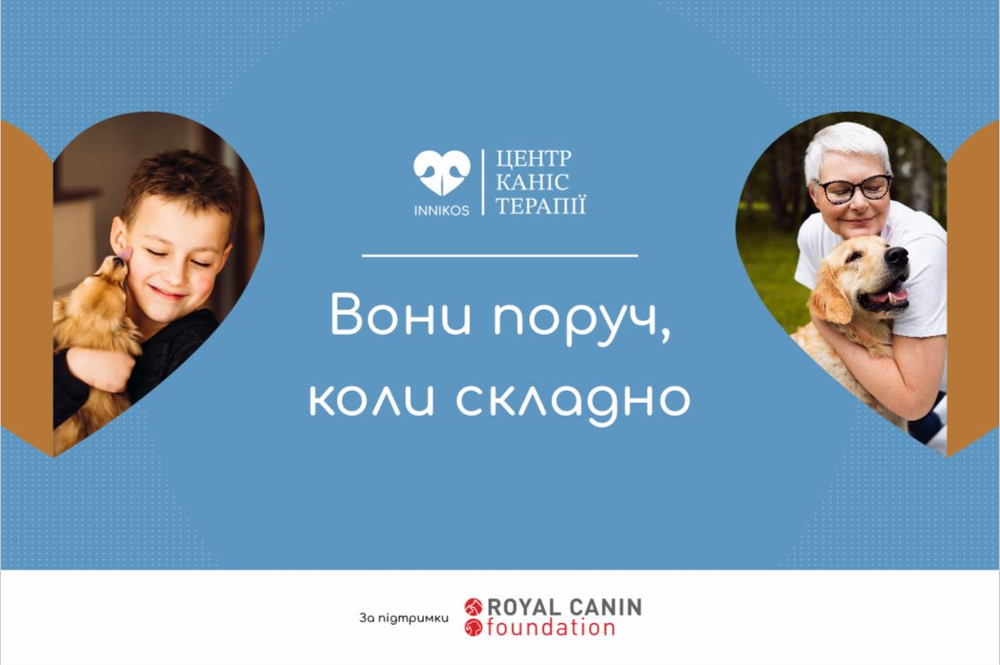 INNIKOS
ЦЕНТР
КАНІС
ТЕРАПІЇ
Вони поруч,
коли складно
За підтримки
ROYAL CANIN
foundation